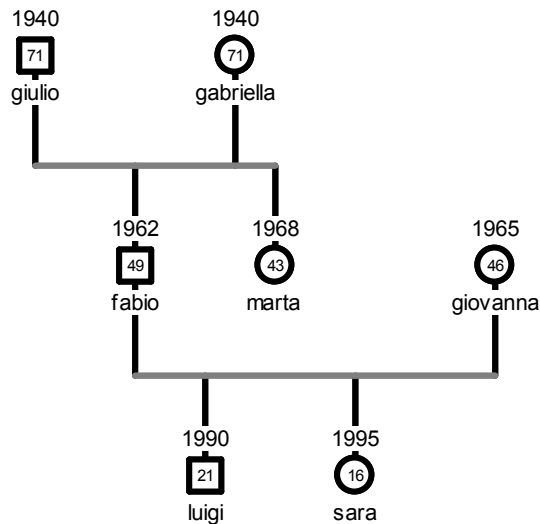 1940 1940
71 71
giulio gabriella
1962 1968 1965
49 43 46
fabio marta giovanna
1990 1995
21 16
luigi sara